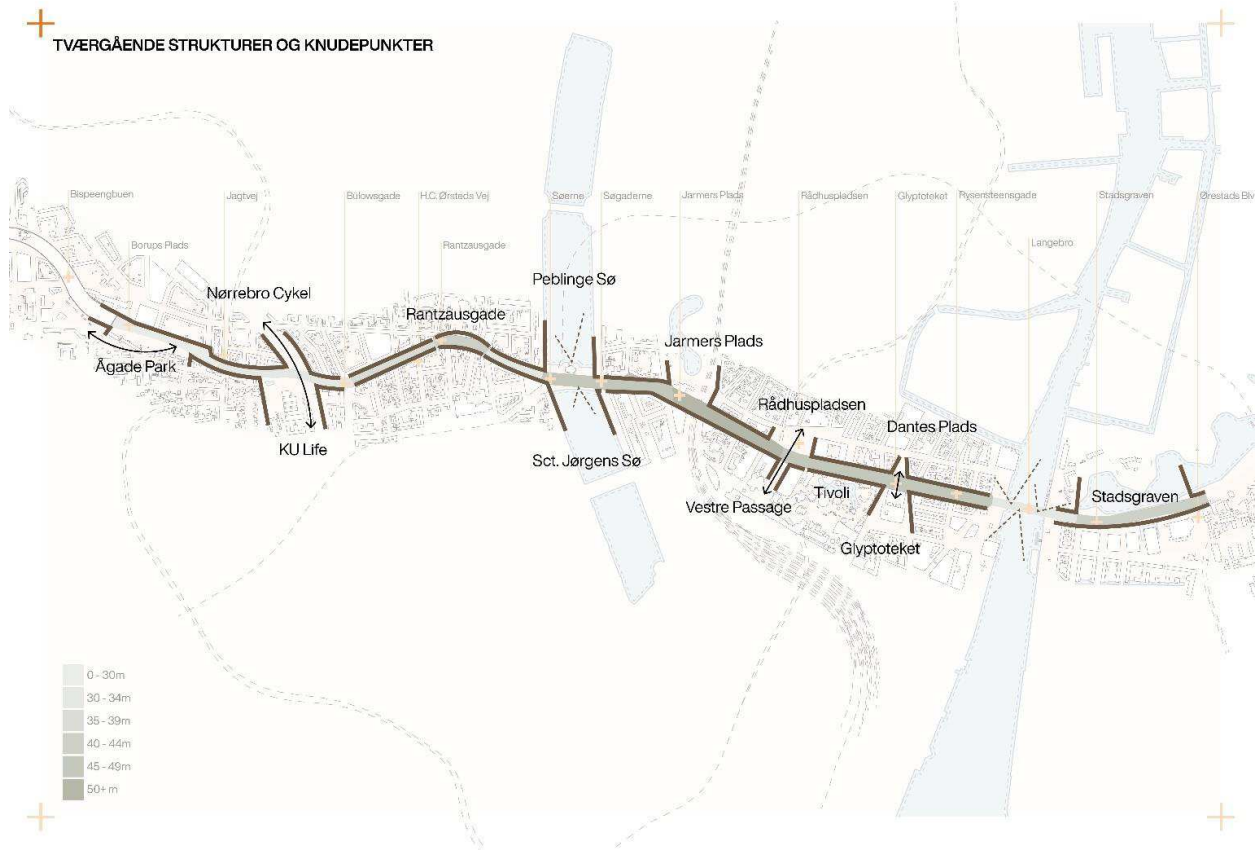 TVÆRGÅENDE STRUKTURER OG KNUDEPUNKTER
Bispeengbuen
Jagtvej
Bülowsgade
H.C. Ørsteds Vej
Søerne
Søgaderne
Jarmers Plads
Rådhuspladsen
Glyptoteket
Rysensteensgade
Stadsgraven
Ørestads Blv
Borups Plads
Rantzausgade
Langebro
Peblinge Sø
Nørrebro Cykel
Rantzausgade
Jarmers Plads
Ågade Park
Rådhuspladsen
Dantes Plads
KU Life
Sct. Jørgens Sø
Tivoli
Stadsgraven
Vestre Passage
Glyptoteket
0 - 30m
30 - 34m
35 - 39m
40 - 44m
45 - 49m
50+ m